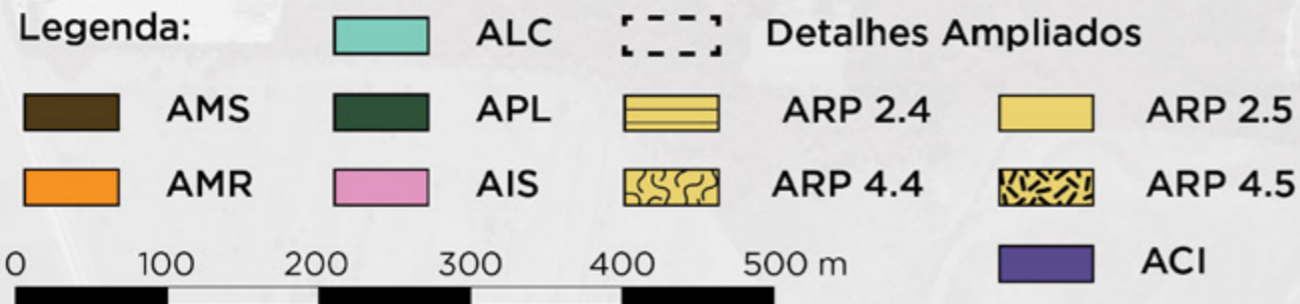 Legenda: ALC Detalhes Ampliados
AMS APL ARP 2.4 ARP 2.5
AMR AIS ARP 4.4 ARP 4.5
ACI
0 100 200 300 400 500 m